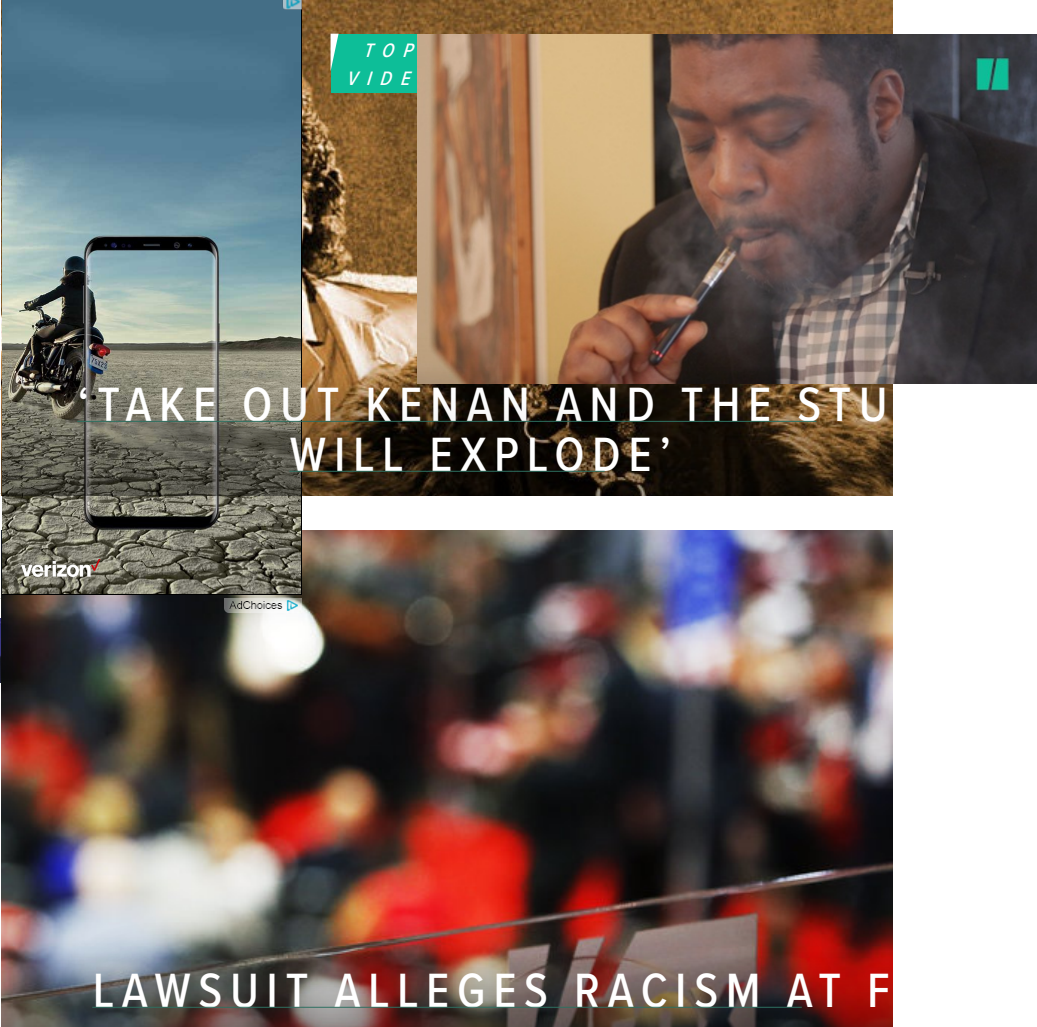 TOP
VIDE
‘TAKE OUT KENAN AND THE STU
WILL EXPLODE’
verizon
AdChoices
LAWSUIT ALLEGES RACISM AT F